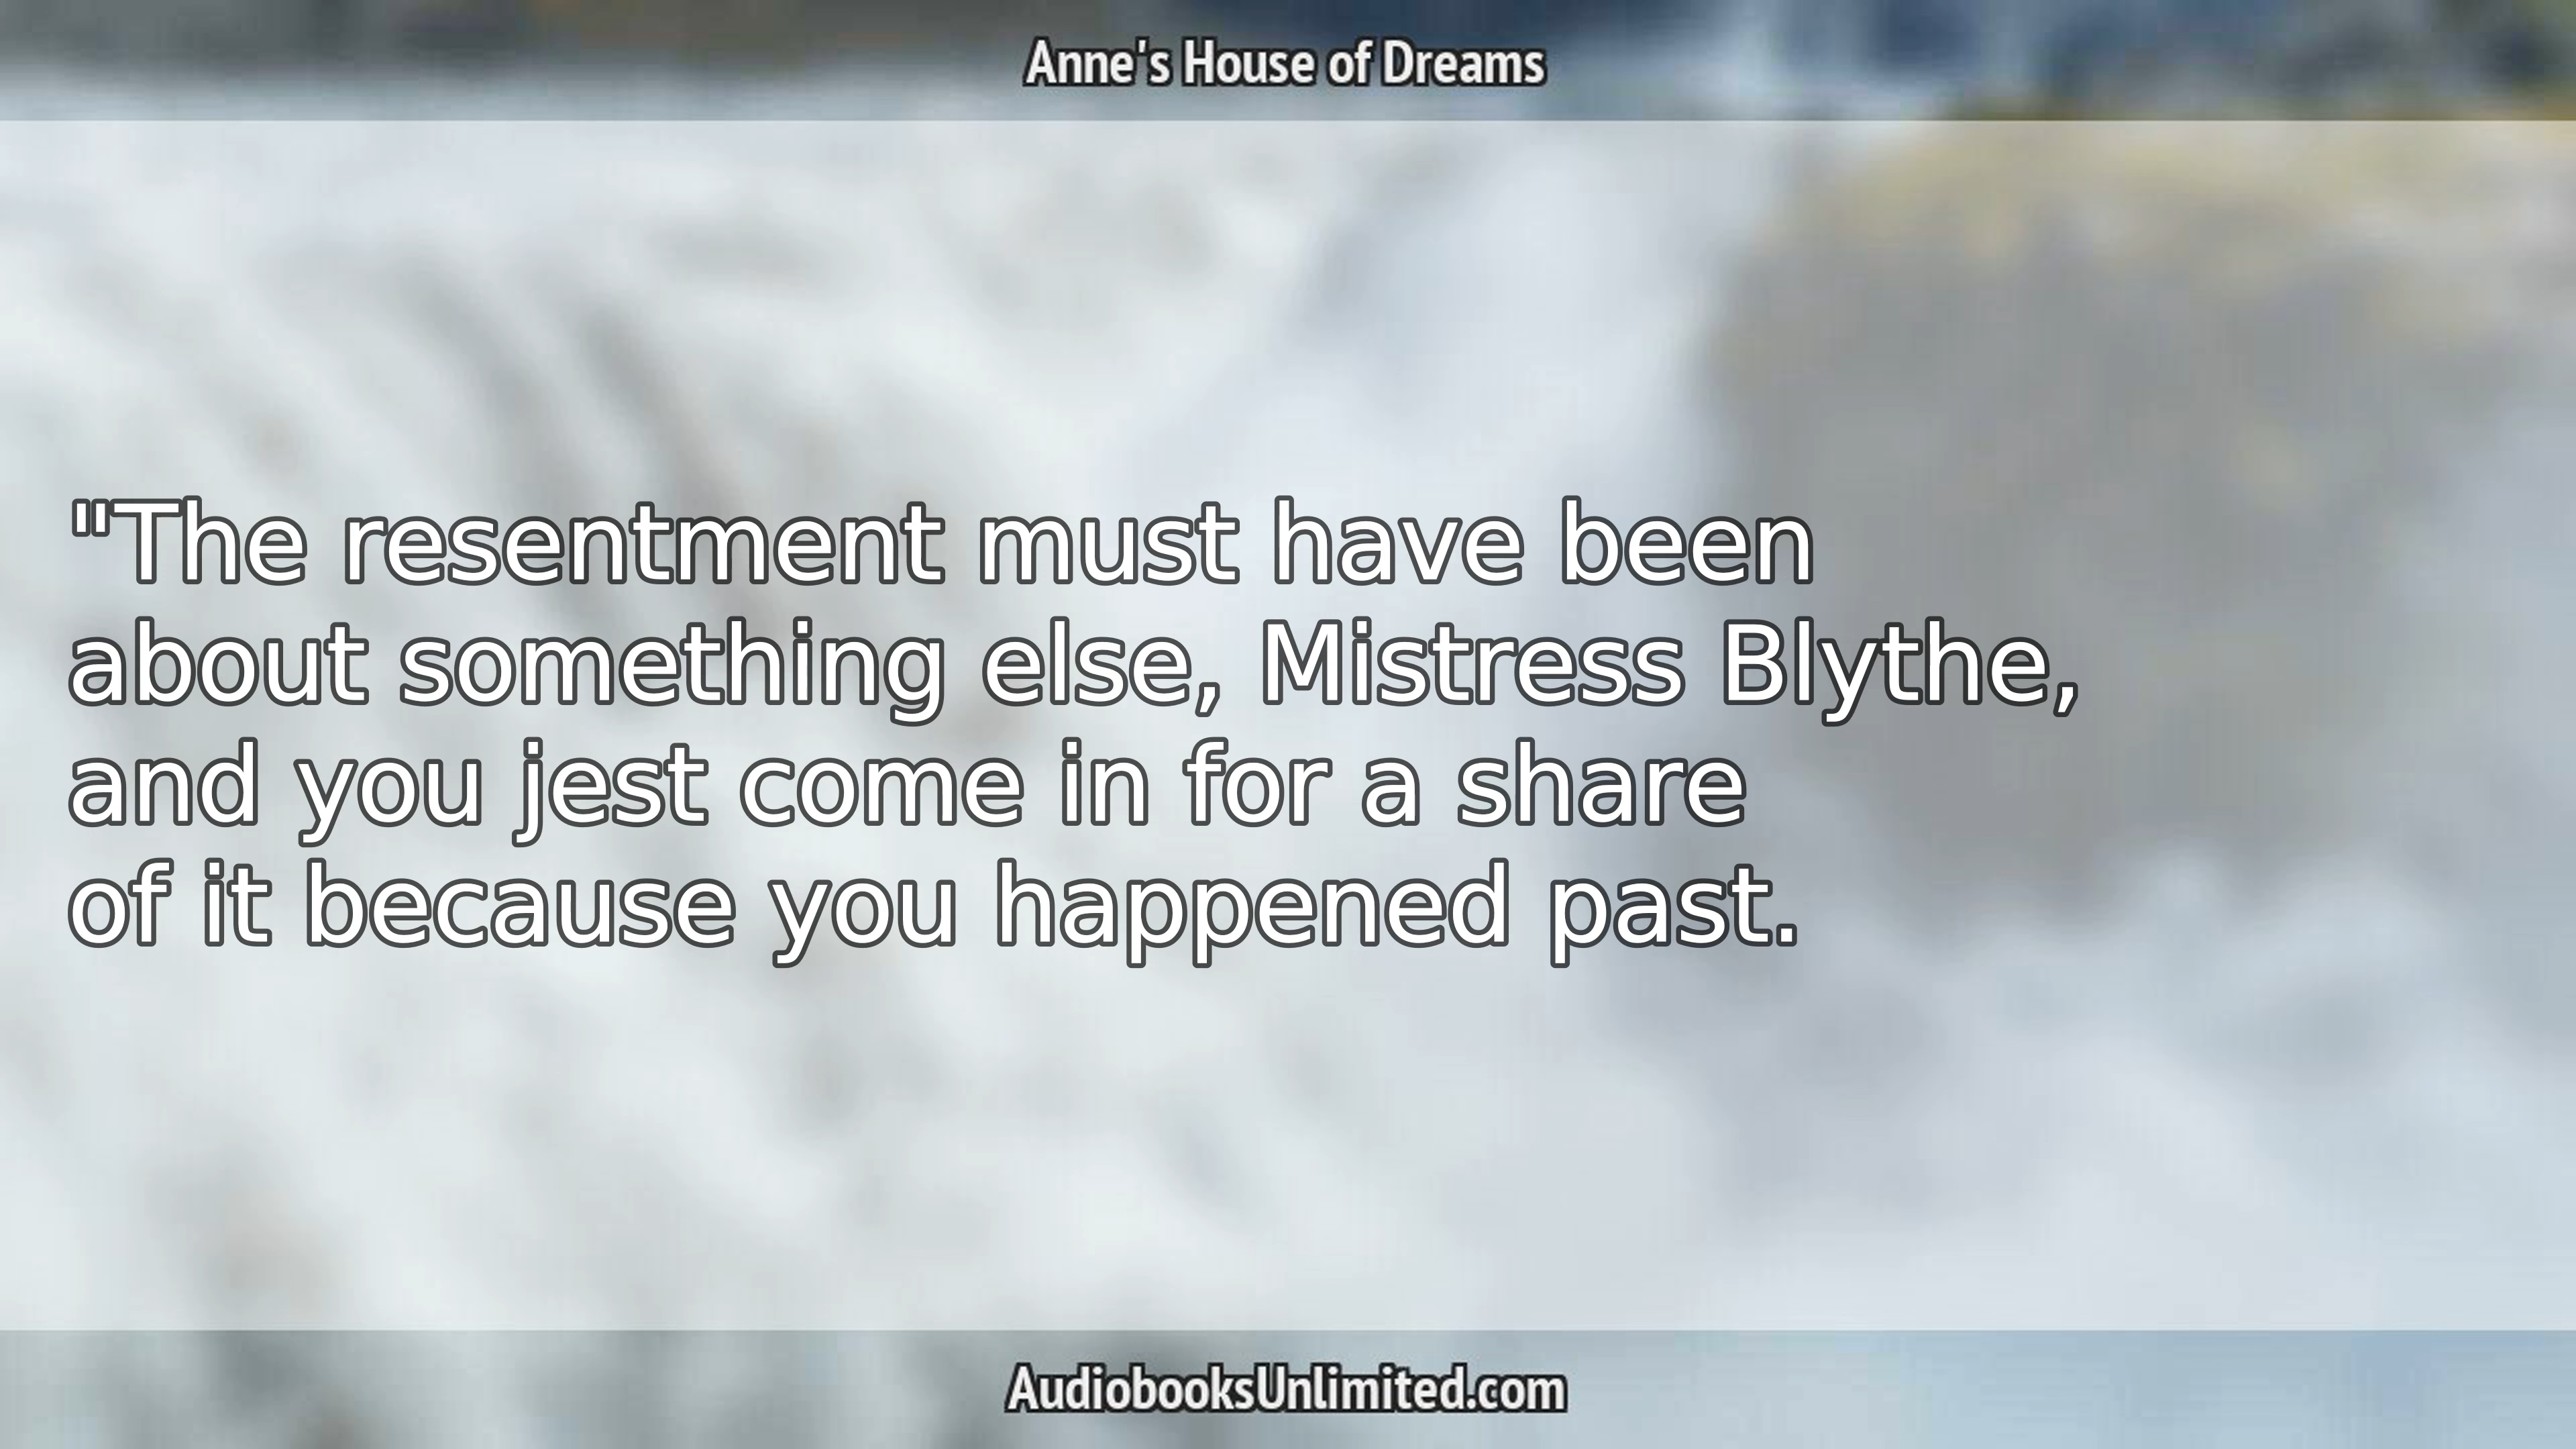 Anne's House of Dreams
"The resentment must have been
about something else, Mistress Blythe,
and you jest come in for a share
of it because you happened past.
AudiobooksUnlimited.com